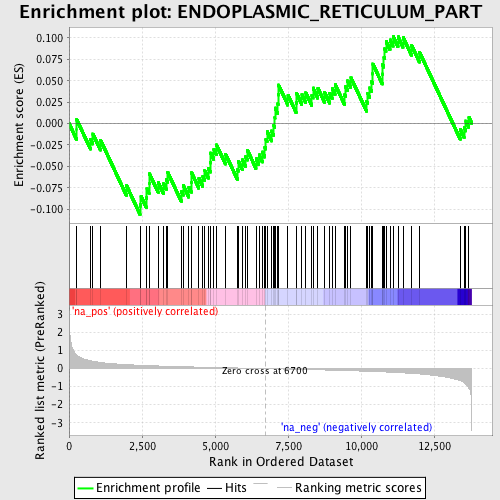 Enrichment plot: ENDOPLASMIC_RETICULUM_PART
Enrichment score (ES)
0.100
0.075
0.050
0.025
0.000
-0.025
-0.050
-0.075
-0.100
'na_pos' (positively correlated)
Ranked list metric (PreRanked)
3
2
1
0
-1
-2
-3
Zero cross at 6700
'na_neg' (negatively correlated)
0
2,500
5,000
7,500
10,000
12,500
Rank in Ordered Dataset
Enrichment profile
Hits
Ranking metric scores